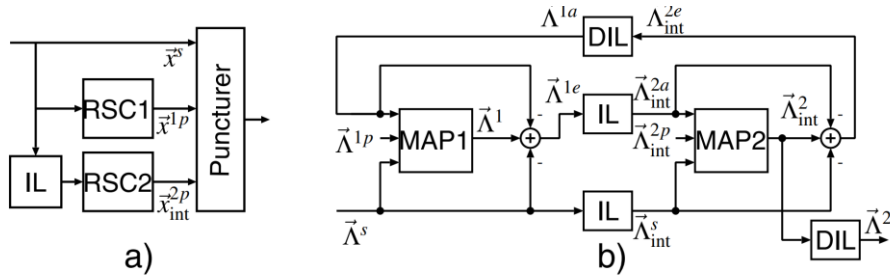 x⃗ˢ
RSC1
x⃗¹ᵖ
IL
RSC2
x⃗²ᵖ_int
Puncturer
a)
Λ⃗¹ᵃ
DIL
Λ⃗²ᵉ_int
Λ⃗¹ᵖ
MAP1
Λ⃗¹
+
-
-
Λ⃗¹ᵉ
IL
Λ⃗²ᵃ_int
Λ⃗²ᵖ_int
MAP2
Λ⃗²_int
+
-
-
Λ⃗ˢ
IL
Λ⃗ˢ_int
DIL
Λ⃗²
b)